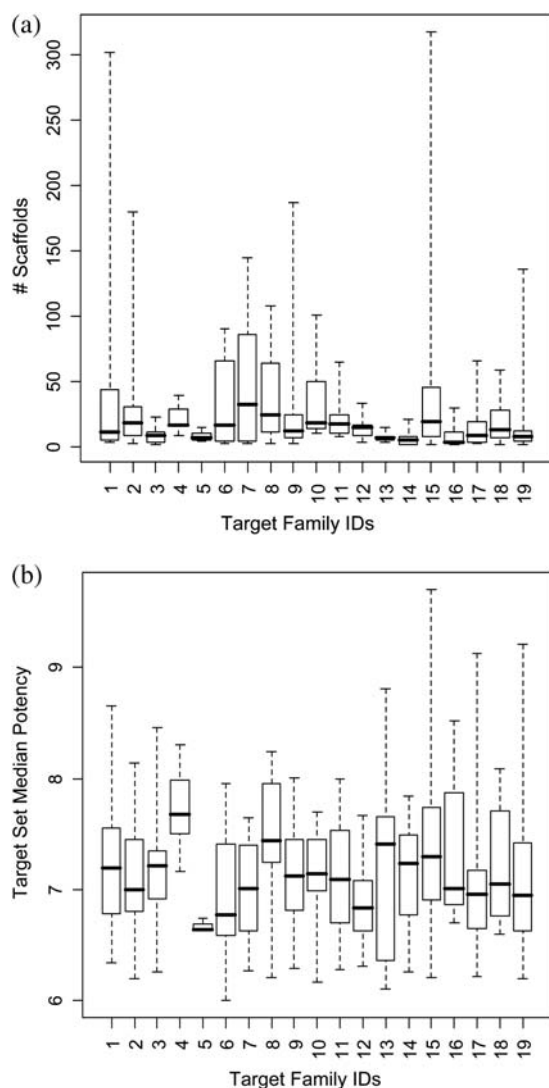 (a)
# Scaffolds
300
250
200
150
100
50
0
1 2 3 4 5 6 7 8 9 10 11 12 13 14 15 16 17 18 19
Target Family IDs
(b)
Target Set Median Potency
9
8
7
6
1 2 3 4 5 6 7 8 9 10 11 12 13 14 15 16 17 18 19
Target Family IDs